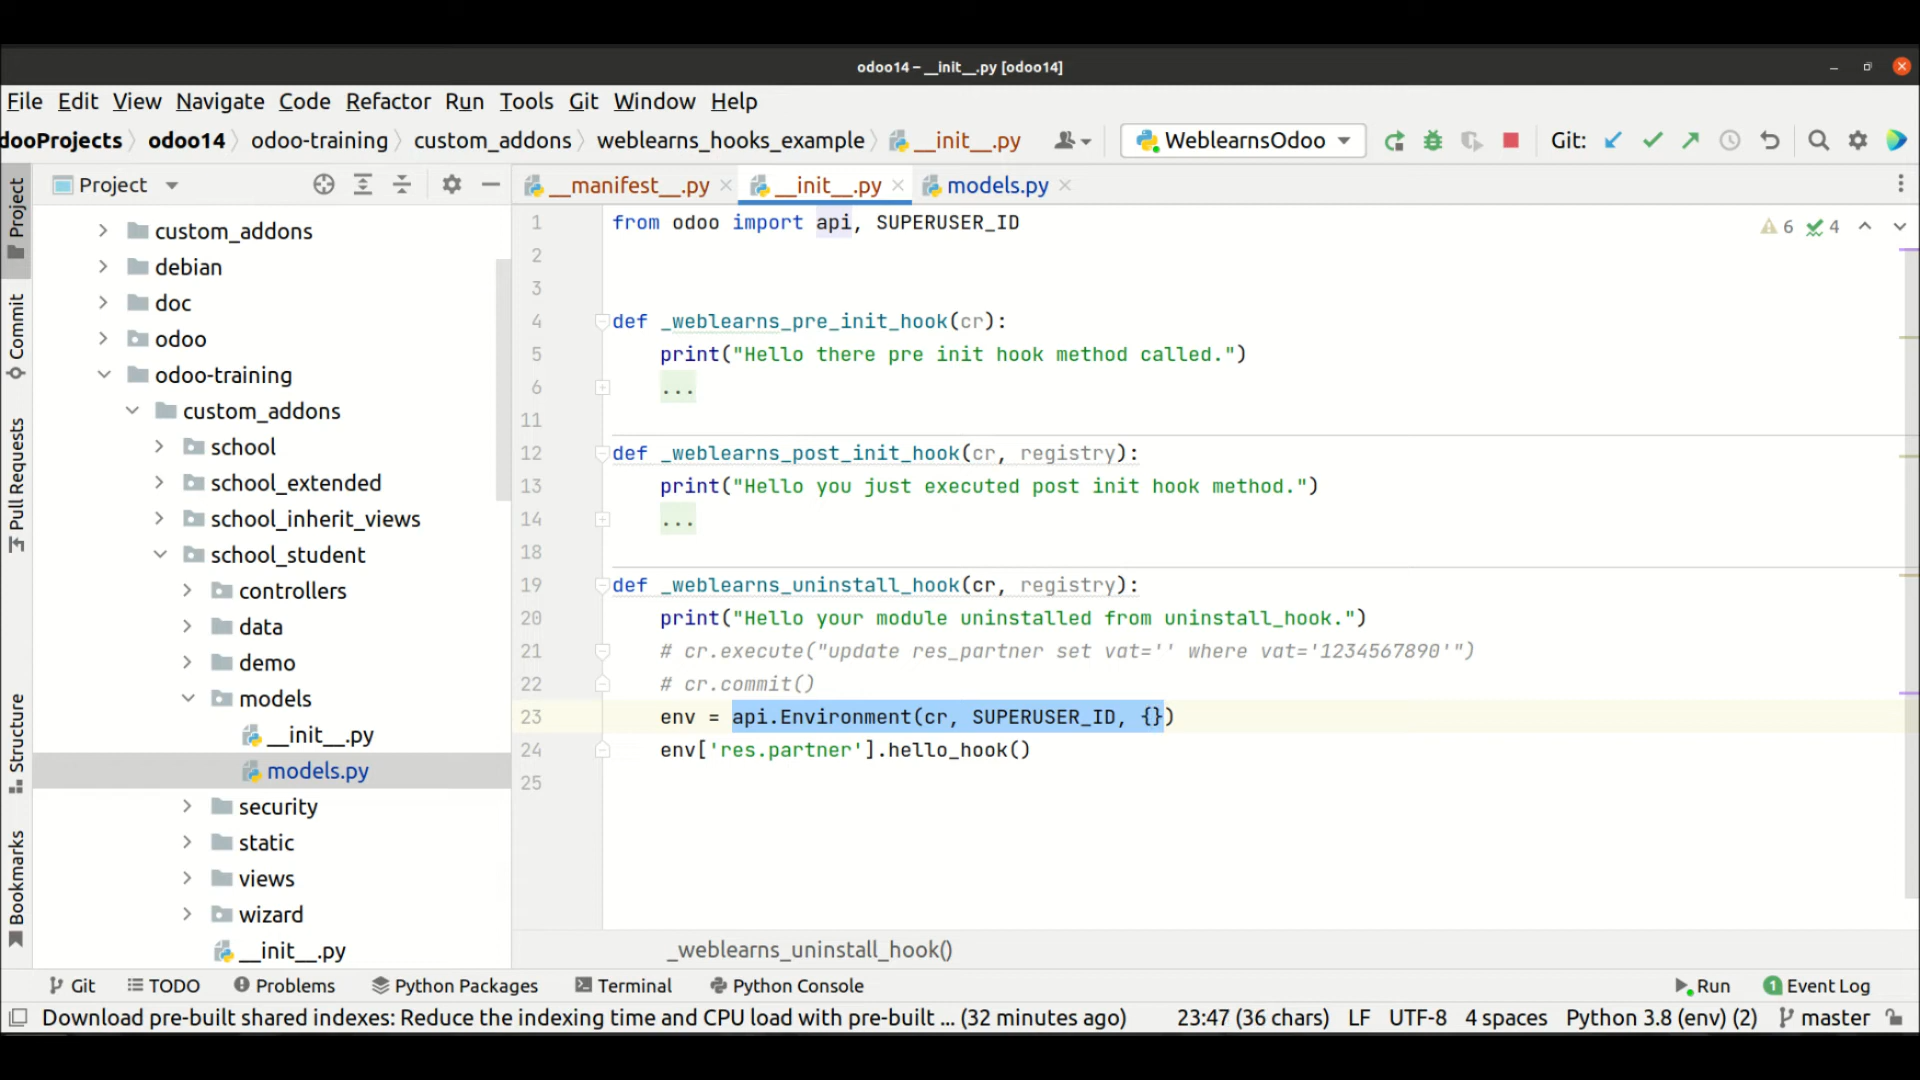 odoo14 – __init__.py [odoo14]
File Edit View Navigate Code Refactor Run Tools Git Window Help
dooProjects odoo14 odoo-training custom_addons weblearns_hooks_example __init__.py WeblearnsOdoo Git:
Project __manifest__.py __init__.py models.py
Project
Commit
Pull Requests
Structure
Bookmarks
custom_addons
debian
doc
odoo
odoo-training
custom_addons
school
school_extended
school_inherit_views
school_student
controllers
data
demo
models
__init__.py
models.py
security
static
views
wizard
__init__.py
6 4
1 from odoo import api, SUPERUSER_ID
2
3
4 def _weblearns_pre_init_hook(cr):
5 print("Hello there pre init hook method called.")
6 ...
11
12 def _weblearns_post_init_hook(cr, registry):
13 print("Hello you just executed post init hook method.")
14 ...
18
19 def _weblearns_uninstall_hook(cr, registry):
20 print("Hello your module uninstalled from uninstall_hook.")
21 # cr.execute("update res_partner set vat='' where vat='1234567890'")
22 # cr.commit()
23 env = api.Environment(cr, SUPERUSER_ID, {})
24 env['res.partner'].hello_hook()
25
_weblearns_uninstall_hook()
Git TODO Problems Python Packages Terminal Python Console Run 1 Event Log
Download pre-built shared indexes: Reduce the indexing time and CPU load with pre-built ... (32 minutes ago) 23:47 (36 chars) LF UTF-8 4 spaces Python 3.8 (env) (2) master